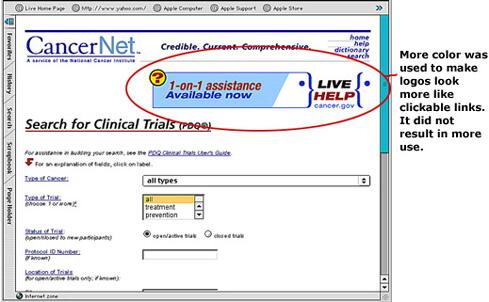 Live Home Page http://www.yahoo.com/ Apple Computer Apple Support Apple Store
Favorites
History
Search
Scrapbook
Page Holder
CancerNet™
A service of the National Cancer Institute
Credible. Current. Comprehensive.
home
help
dictionary
search
? 1-on-1 assistance
Available now
{LIVE
HELP}
cancer.gov
Search for Clinical Trials (PDQ®)
For assistance in building your search, see the PDQ Clinical Trials User's Guide.
For an explanation of fields, click on label.
Type of Cancer: all types
Type of Trial:
(choose 1 or more)?
all
treatment
prevention
Status of Trial
(open/closed to new participants)
open/active trials closed trials
Protocol ID Number:
(if known)
Location of Trials
(for open/active trials only, if known):
Internet zone
More color was
used to make
logos look
more like
clickable links.
It did not
result in more
use.